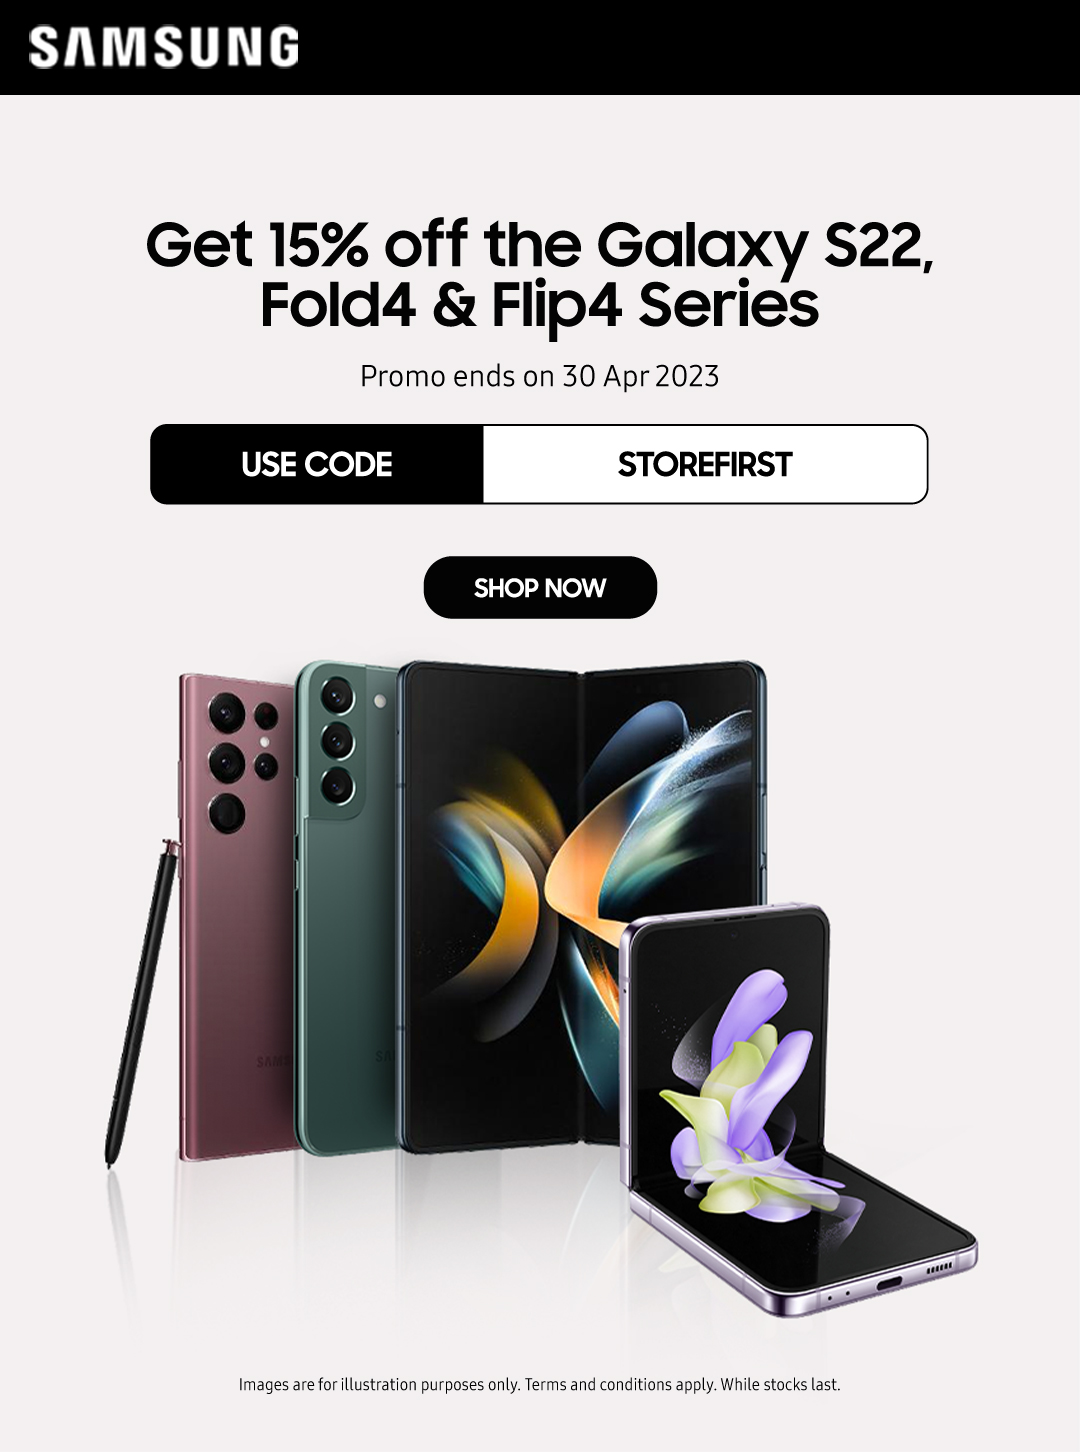 SAMSUNG
Get 15% off the Galaxy S22,
Fold4 & Flip4 Series
Promo ends on 30 Apr 2023
USE CODE STOREFIRST
SHOP NOW
Images are for illustration purposes only. Terms and conditions apply. While stocks last.